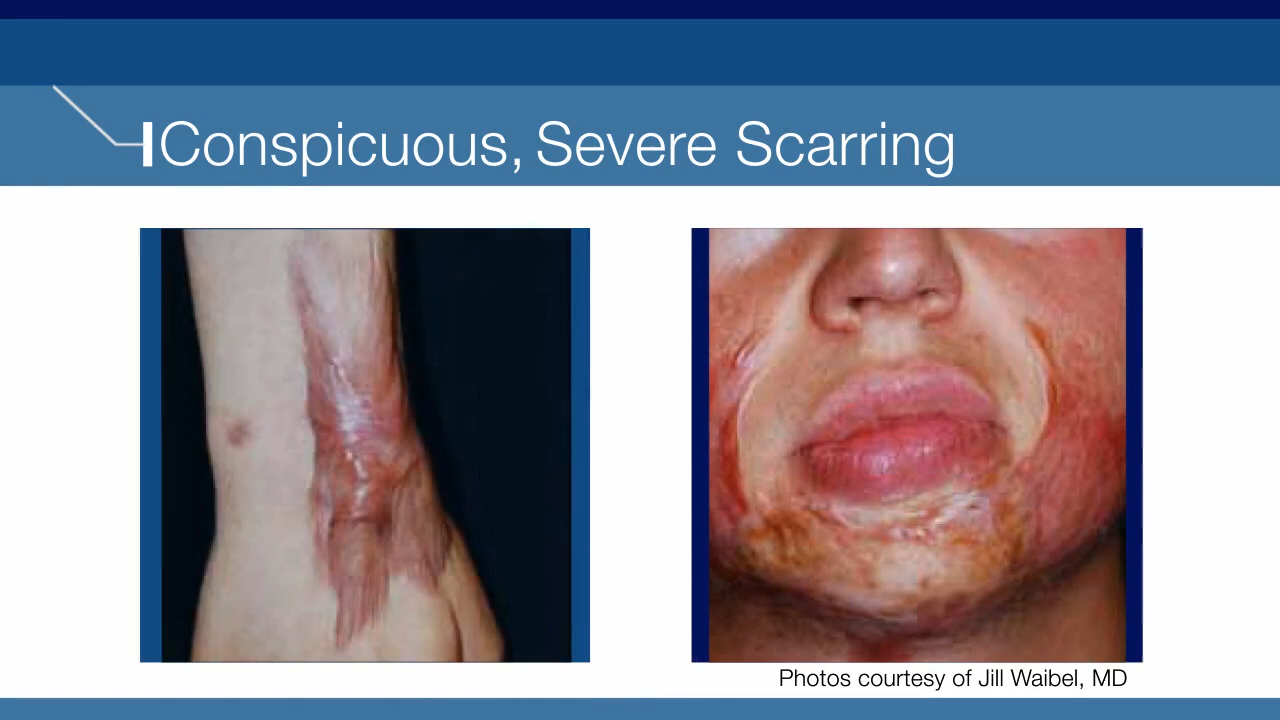 Conspicuous, Severe Scarring
Photos courtesy of Jill Waibel, MD